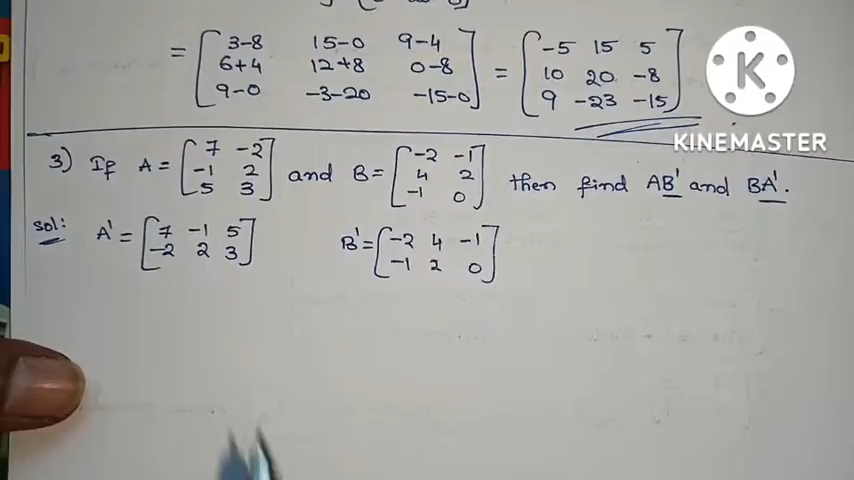 = [ 3-8 15-0 9-4 ] = [ -5 15 5 ]
[ 6+4 12+8 0-8 ] [ 10 20 -8 ]
[ 9-0 -3-20 -15-0 ] [ 9 -23 -15 ]
KINEMASTER
3) If A = [ 7 -2 ] and B = [ -2 -1 ] then find AB' and BA'.
[ -1 2 ] [ 4 2 ]
[ 5 3 ] [ -1 0 ]
Sol: A' = [ 7 -1 5 ] B' = [ -2 4 -1 ]
[ -2 2 3 ] [ -1 2 0 ]